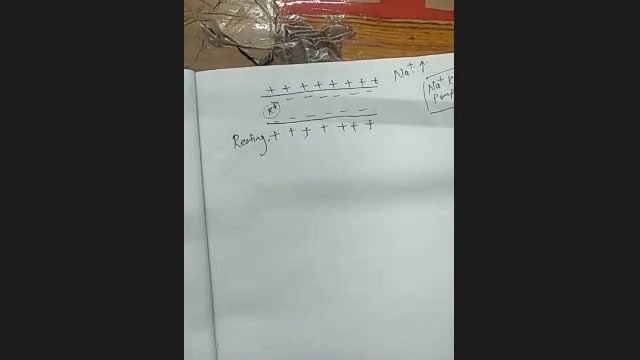 + + + + + + + +
Na⁺: ↑
Na⁺ K
Pump
- - - - - -
K⁺
- - - - - -
Resting. + + + + + + +